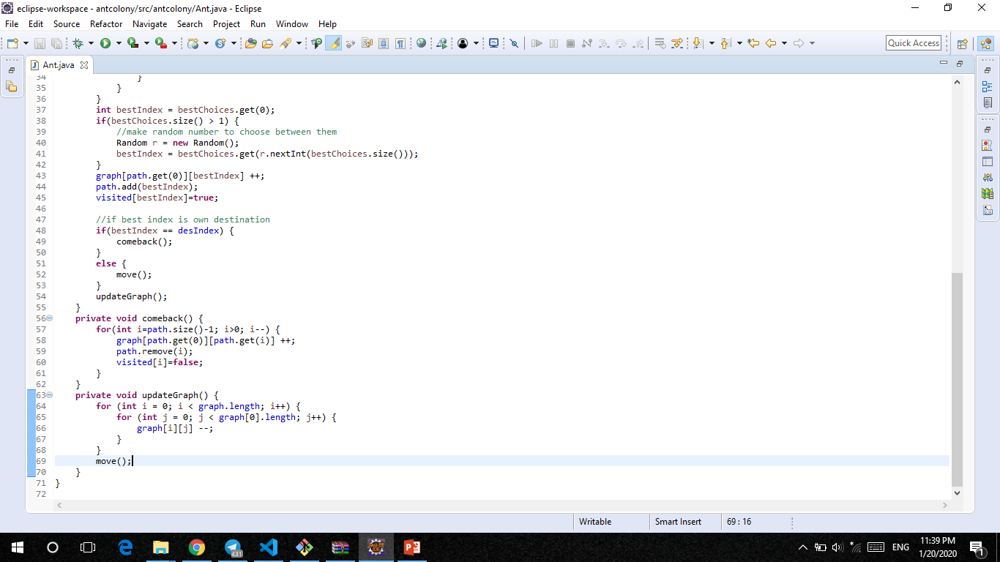 eclipse-workspace - antcolony/src/antcolony/Ant.java - Eclipse
File Edit Source Refactor Navigate Search Project Run Window Help
Quick Access
Ant.java
34 }
35 }
36 }
37 int bestIndex = bestChoices.get(0);
38 if(bestChoices.size() > 1) {
39 //make random number to choose between them
40 Random r = new Random();
41 bestIndex = bestChoices.get(r.nextInt(bestChoices.size()));
42 }
43 graph[path.get(0)][bestIndex] ++;
44 path.add(bestIndex);
45 visited[bestIndex]=true;
46
47 //if best index is own destination
48 if(bestIndex == desIndex) {
49 comeback();
50 }
51 else {
52 move();
53 }
54 updateGraph();
55 }
56 private void comeback() {
57 for(int i=path.size()-1; i>0; i--) {
58 graph[path.get(0)][path.get(i)] ++;
59 path.remove(i);
60 visited[i]=false;
61 }
62 }
63 private void updateGraph() {
64 for (int i = 0; i < graph.length; i++) {
65 for (int j = 0; j < graph[0].length; j++) {
66 graph[i][j] --;
67 }
68 }
69 move();
70 }
71 }
72
Writable Smart Insert 69 : 16
431
ENG
11:39 PM
1/20/2020
1